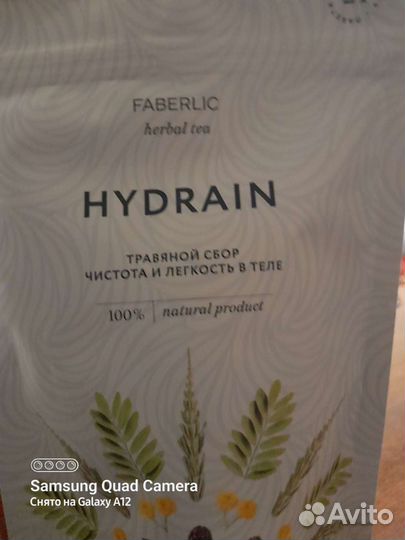 FABERLIC
herbal tea
HYDRAIN
ТРАВЯНОЙ СБОР
ЧИСТОТА И ЛЕГКОСТЬ В ТЕЛЕ
100% natural product
Samsung Quad Camera
Снято на Galaxy A12
Avito